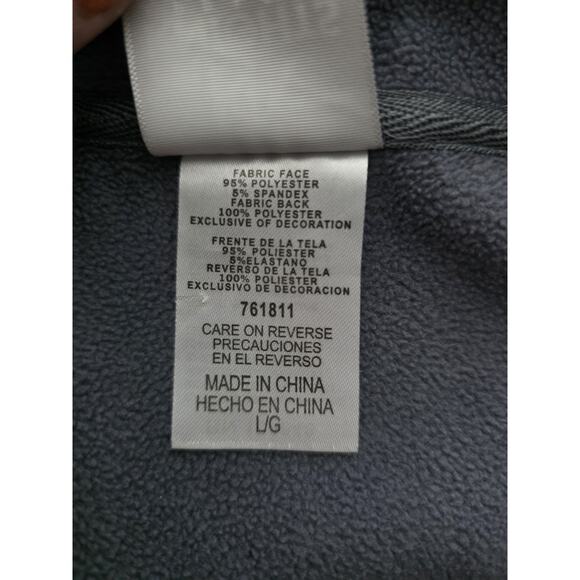 FABRIC FACE
95% POLYESTER
5% SPANDEX
FABRIC BACK
100% POLYESTER
EXCLUSIVE OF DECORATION
FRENTE DE LA TELA
95% POLIESTER
5%ELASTANO
REVERSO DE LA TELA
100% POLIESTER
EXCLUSIVO DE DECORACION
761811
CARE ON REVERSE
PRECAUCIONES
EN EL REVERSO
MADE IN CHINA
HECHO EN CHINA
L/G